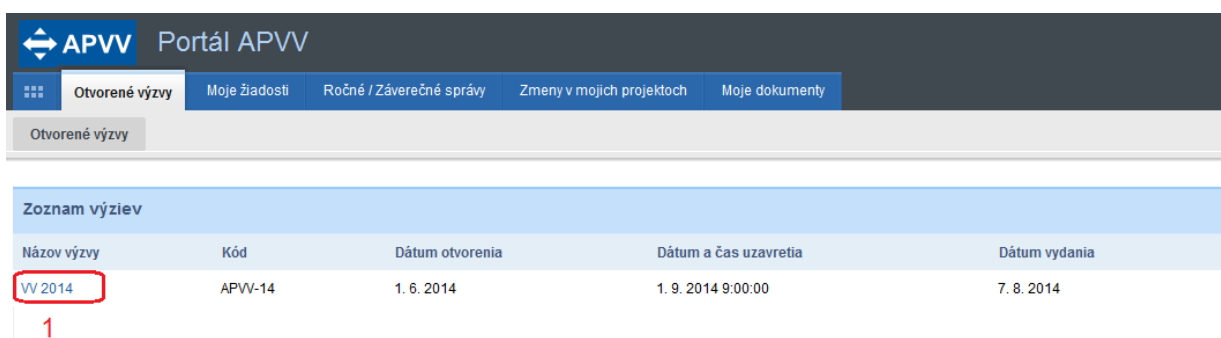 APVV Portál APVV
Otvorené výzvy Moje žiadosti Ročné / Záverečné správy Zmeny v mojich projektoch Moje dokumenty
Otvorené výzvy
Zoznam výziev
Názov výzvy Kód Dátum otvorenia Dátum a čas uzavretia Dátum vydania
VV 2014 APVV-14 1. 6. 2014 1. 9. 2014 9:00:00 7. 8. 2014
1